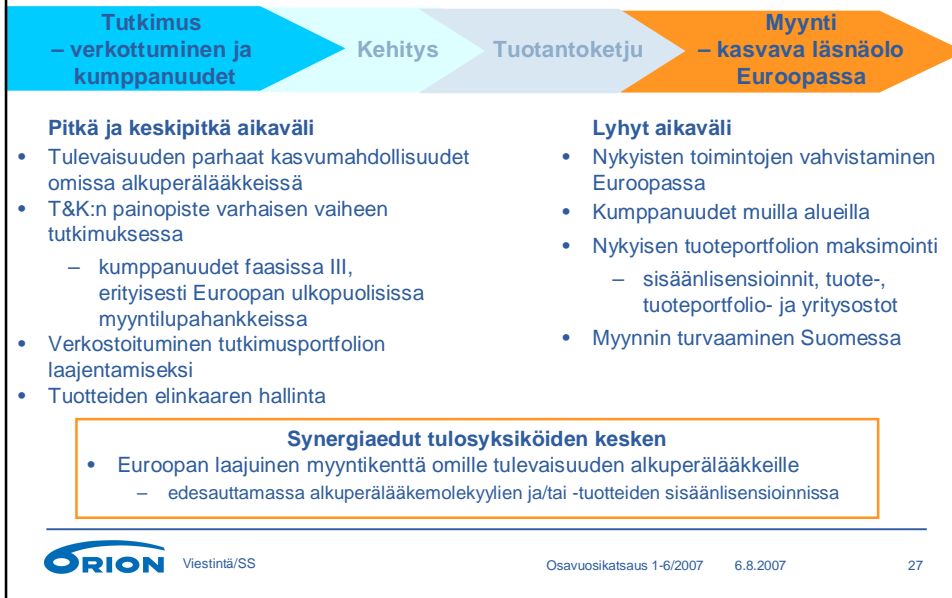 Tutkimus
– verkottuminen ja
kumppanuudet
Kehitys
Tuotantoketju
Myynti
– kasvava läsnäolo
Euroopassa
Pitkä ja keskipitkä aikaväli
• Tulevaisuuden parhaat kasvumahdollisuudet
omissa alkuperälääkkeissä
• T&K:n painopiste varhaisen vaiheen
tutkimuksessa
– kumppanuudet faasissa III,
erityisesti Euroopan ulkopuolisissa
myyntilupahankkeissa
• Verkostoituminen tutkimusportfolion
laajentamiseksi
• Tuotteiden elinkaaren hallinta
Lyhyt aikaväli
• Nykyisten toimintojen vahvistaminen
Euroopassa
• Kumppanuudet muilla alueilla
• Nykyisen tuoteportfolion maksimointi
– sisäänlisensioinnit, tuote-,
tuoteportfolio- ja yritysostot
• Myynnin turvaaminen Suomessa
Synergiaedut tulosyksiköiden kesken
• Euroopan laajuinen myyntikenttä omille tulevaisuuden alkuperälääkkeille
– edesauttamassa alkuperälääkemolekyylien ja/tai -tuotteiden sisäänlisensioinnissa
ORION Viestintä/SS Osavuosikatsaus 1-6/2007 6.8.2007 27